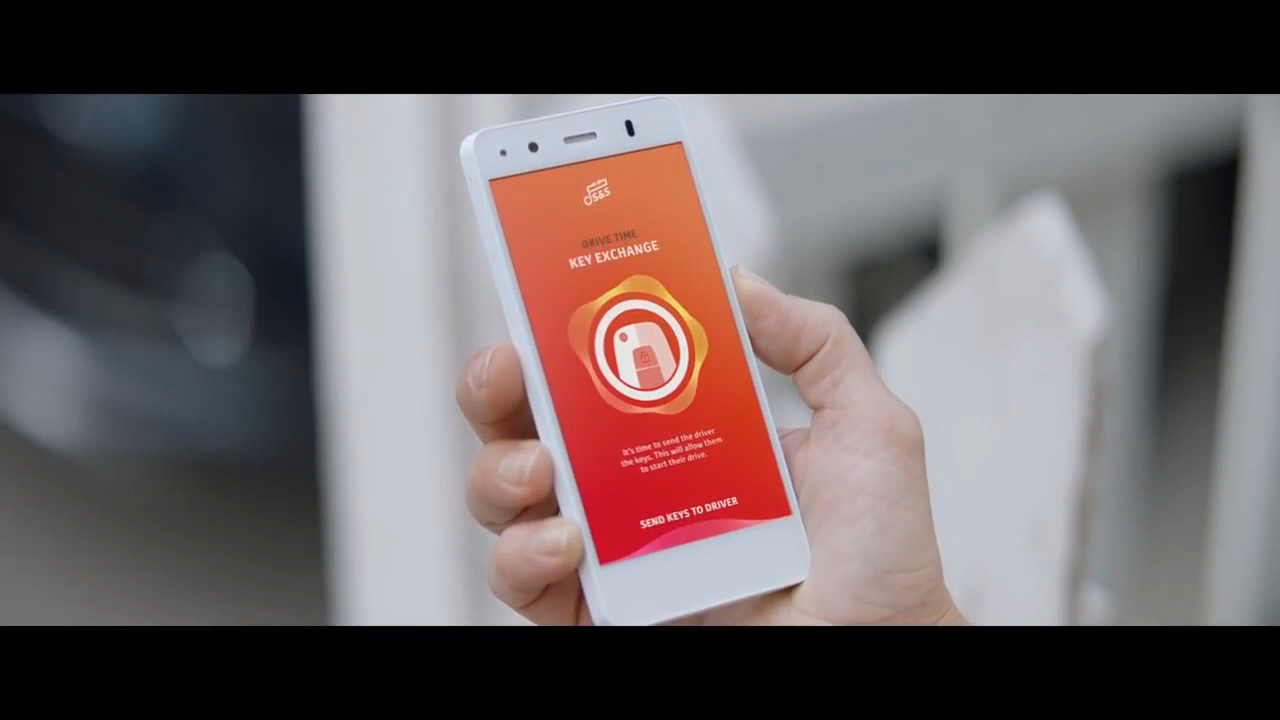 S&S
DRIVE TIME
KEY EXCHANGE
It's time to send the driver
the keys. This will allow them
to start their drive.
SEND KEYS TO DRIVER